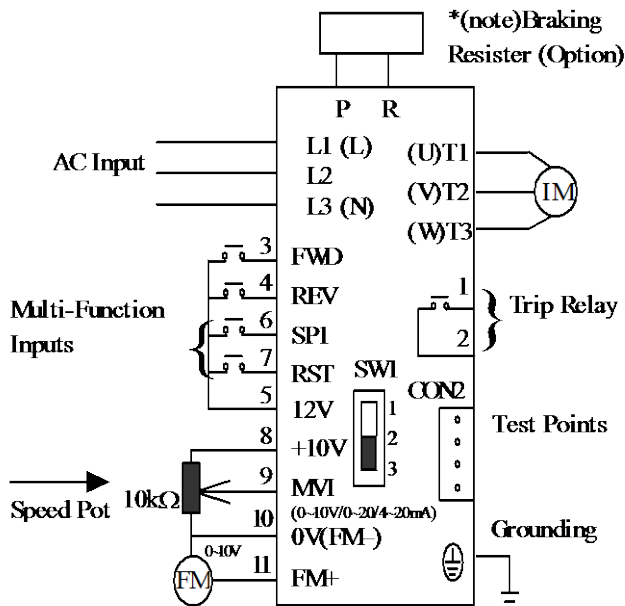 *(note)Braking
Resister (Option)
P R
L1 (L)
AC Input
L2
L3 (N)
(U)T1
(V)T2
(W)T3
IM
3 FWD
4 REV
Multi-Function
Inputs
6 SP1
7 RST
5 12V
1
2
Trip Relay
SW1
1
2
3
CON2
Test Points
8 +10V
9 MVI
10kΩ
Speed Pot
(0~10V/0~20/4~20mA)
10 0V(FM-)
0~10V
FM
11 FM+
Grounding